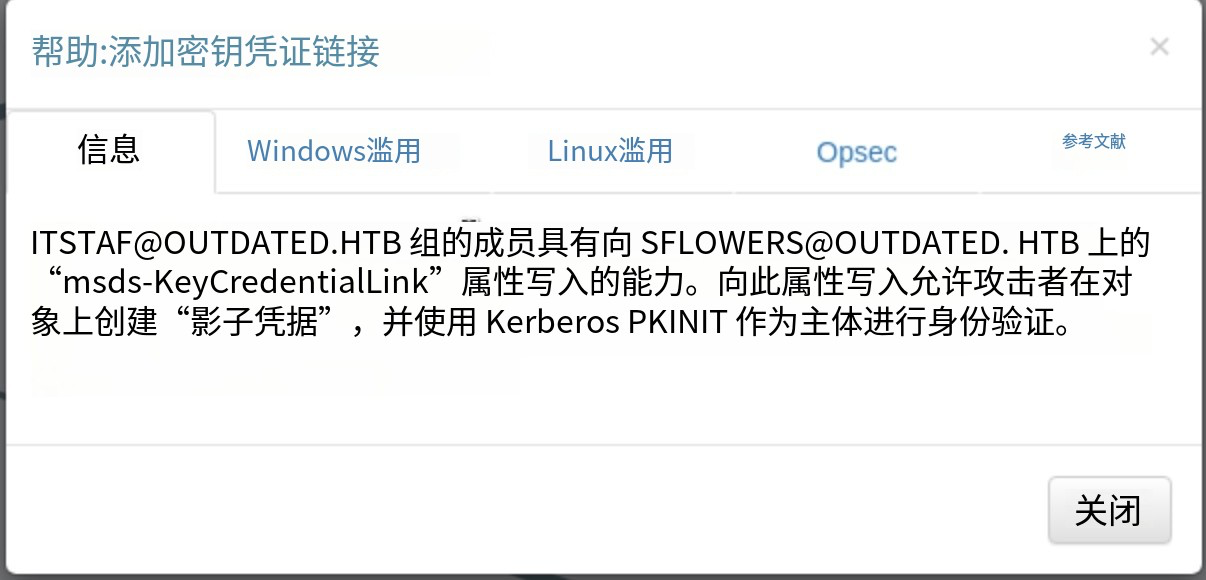 帮助:添加密钥凭证链接
×
信息
Windows滥用
Linux滥用
Opsec
参考文献
ITSTAF@OUTDATED.HTB 组的成员具有向 SFLOWERS@OUTDATED. HTB 上的
“msds-KeyCredentialLink”属性写入的能力。向此属性写入允许攻击者在对
象上创建“影子凭据”，并使用 Kerberos PKINIT 作为主体进行身份验证。
关闭